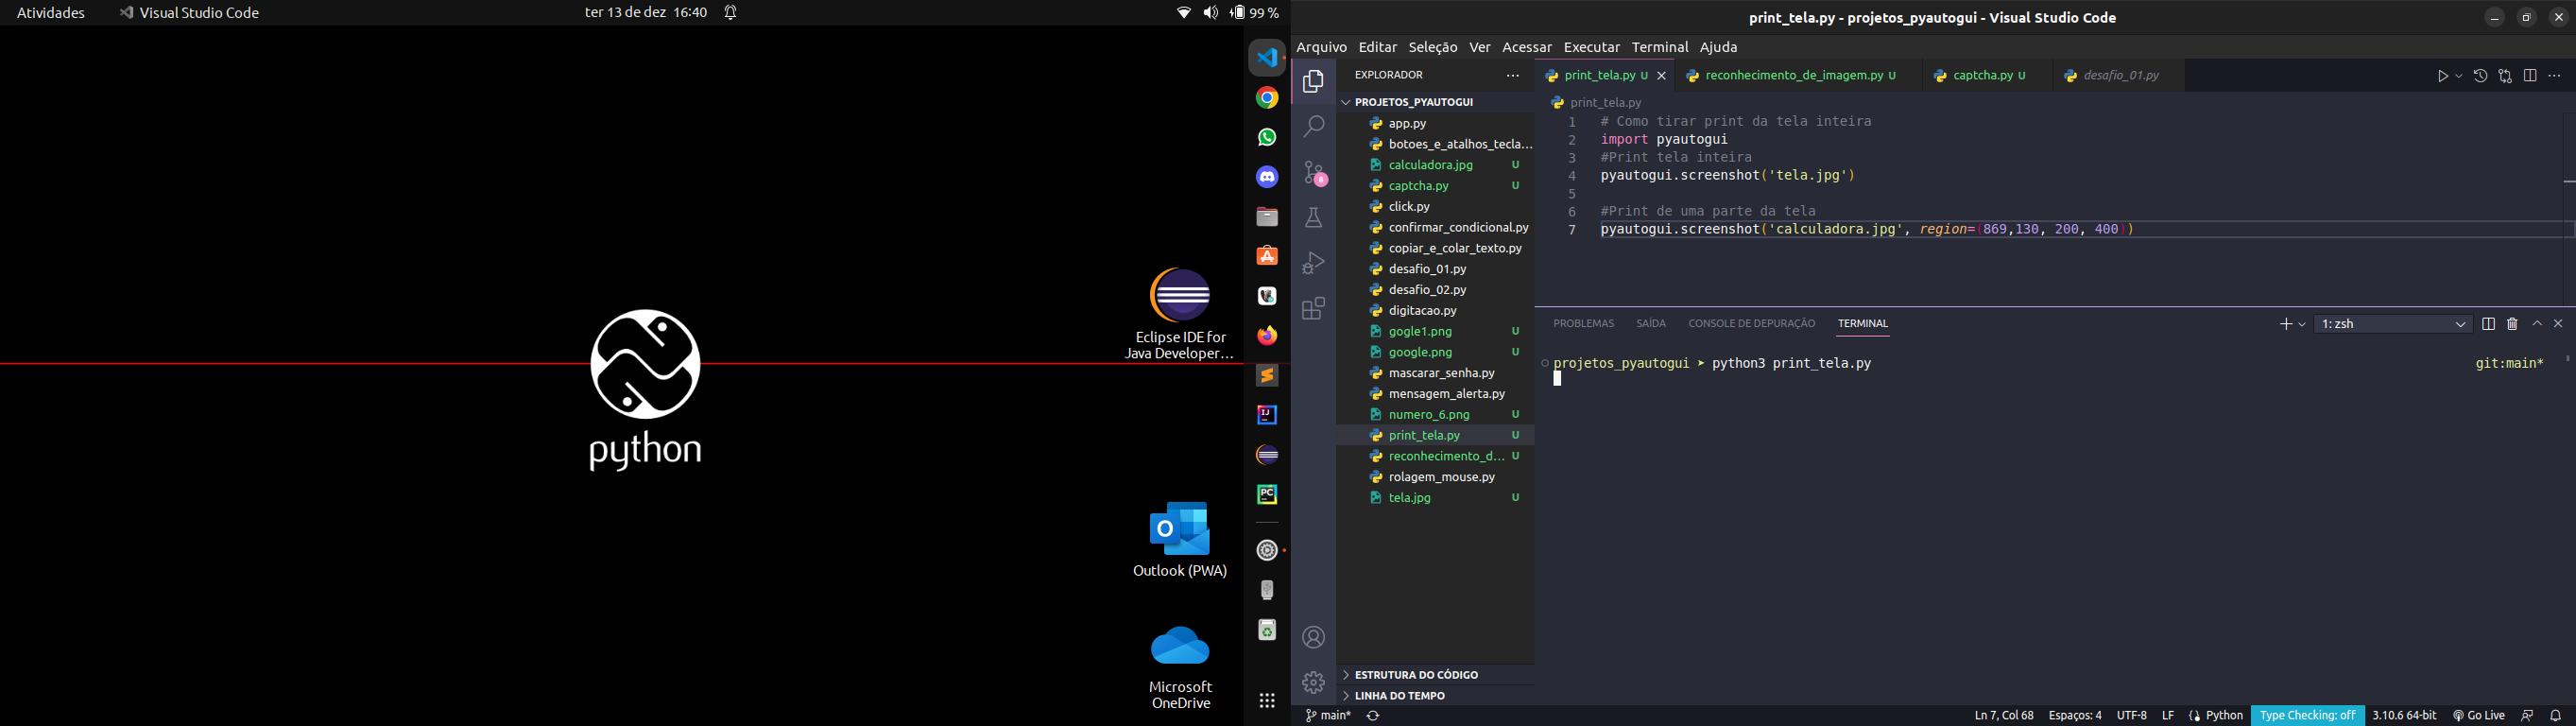 Atividades
Visual Studio Code
ter 13 de dez 16:40
99 %
python
Eclipse IDE for
Java Developer…
Outlook (PWA)
Microsoft
OneDrive
print_tela.py - projetos_pyautogui - Visual Studio Code
Arquivo Editar Seleção Ver Acessar Executar Terminal Ajuda
EXPLORADOR
PROJETOS_PYAUTOGUI
app.py
botoes_e_atalhos_tecla...
calculadora.jpg U
captcha.py U
click.py
confirmar_condicional.py
copiar_e_colar_texto.py
desafio_01.py
desafio_02.py
digitacao.py
gogle1.png U
google.png U
mascarar_senha.py
mensagem_alerta.py
numero_6.png U
print_tela.py U
reconhecimento_d... U
rolagem_mouse.py
tela.jpg U
ESTRUTURA DO CÓDIGO
LINHA DO TEMPO
print_tela.py U
reconhecimento_de_imagem.py U
captcha.py U
desafio_01.py
print_tela.py
1 # Como tirar print da tela inteira
2 import pyautogui
3 #Print tela inteira
4 pyautogui.screenshot('tela.jpg')
5
6 #Print de uma parte da tela
7 pyautogui.screenshot('calculadora.jpg', region=(869,130, 200, 400))
PROBLEMAS SAÍDA CONSOLE DE DEPURAÇÃO TERMINAL
1: zsh
projetos_pyautogui ➤ python3 print_tela.py
git:main*
8
IJ
PC
main*
Ln 7, Col 68 Espaços: 4 UTF-8 LF Python Type Checking: off 3.10.6 64-bit Go Live